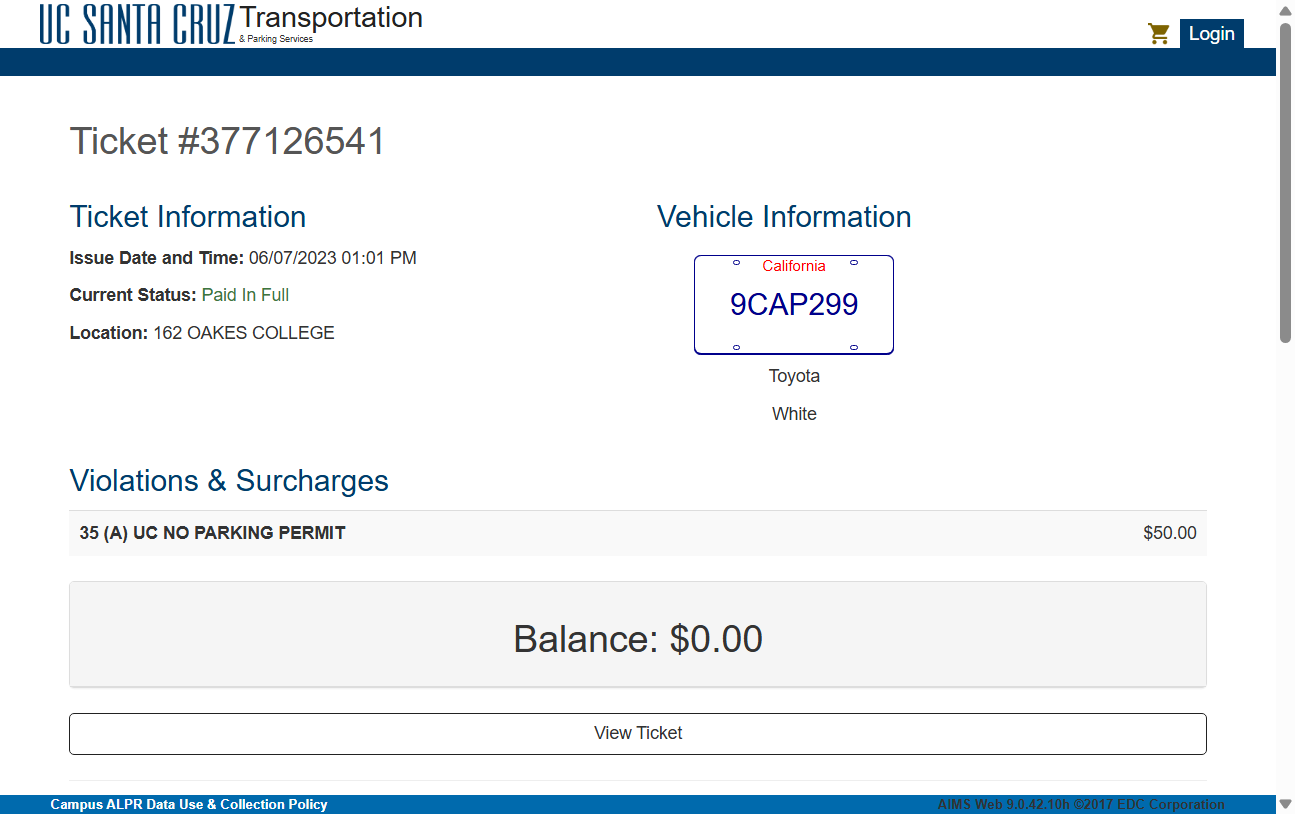 UC SANTA CRUZ Transportation
& Parking Services
Login
Ticket #377126541
Ticket Information
Issue Date and Time: 06/07/2023 01:01 PM
Current Status: Paid In Full
Location: 162 OAKES COLLEGE
Vehicle Information
California
9CAP299
Toyota
White
Violations & Surcharges
35 (A) UC NO PARKING PERMIT $50.00
Balance: $0.00
View Ticket
Campus ALPR Data Use & Collection Policy
AIMS Web 9.0.42.10h ©2017 EDC Corporation